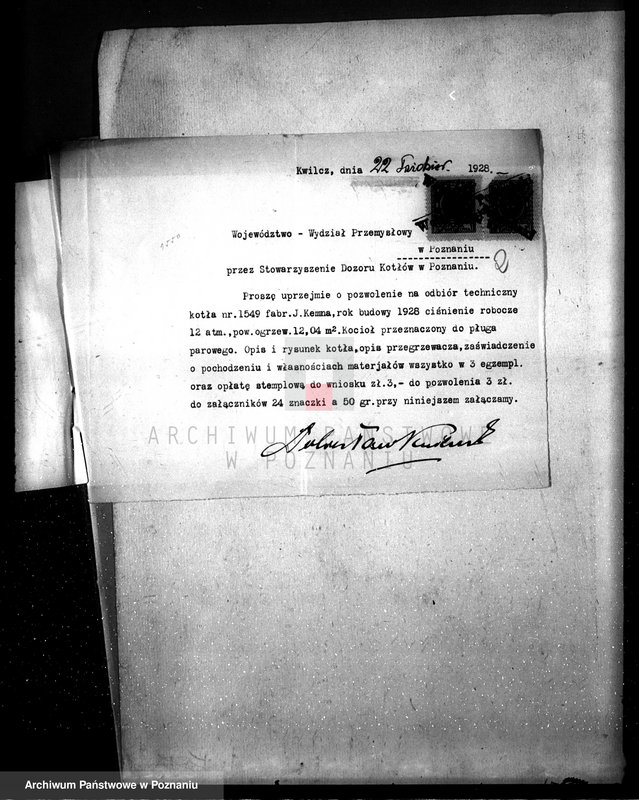 Kwilcz, dnia 22 1928.
Województwo - Wydział Przemysłowy
w Poznaniu
przez Stowarzyszenie Dozoru Kotłów w Poznaniu.
2
Proszę uprzejmie o pozwolenie na odbiór techniczny
kotła nr.1549 fabr.J.Kemna,rok budowy 1928 ciśnienie robocze
12 atm.,pow.ogrzew.12,04 m².Kocioł przeznaczony do pługa
parowego. Opis i rysunek kotła,opis przegrzewacza,zaświadczenie
o pochodzeniu i własnościach materjałów wszystko w 3 egzempl.
oraz opłatę stemplową do wniosku zł.3,- do pozwolenia 3 zł.
do załączników 24 znaczki a 50 gr.przy niniejszem załączamy.
ARCHIWUM PAŃSTWOWE
W POZNANIU
Archiwum Państwowe w Poznaniu